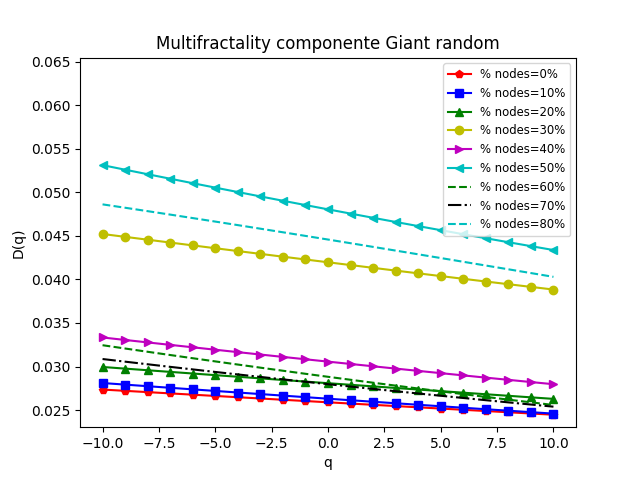 Multifractality componente Giant random
0.065
0.060
0.055
0.050
0.045
0.040
0.035
0.030
0.025
D(q)
% nodes=0%
% nodes=10%
% nodes=20%
% nodes=30%
% nodes=40%
% nodes=50%
% nodes=60%
% nodes=70%
% nodes=80%
−10.0 −7.5 −5.0 −2.5 0.0 2.5 5.0 7.5 10.0
q